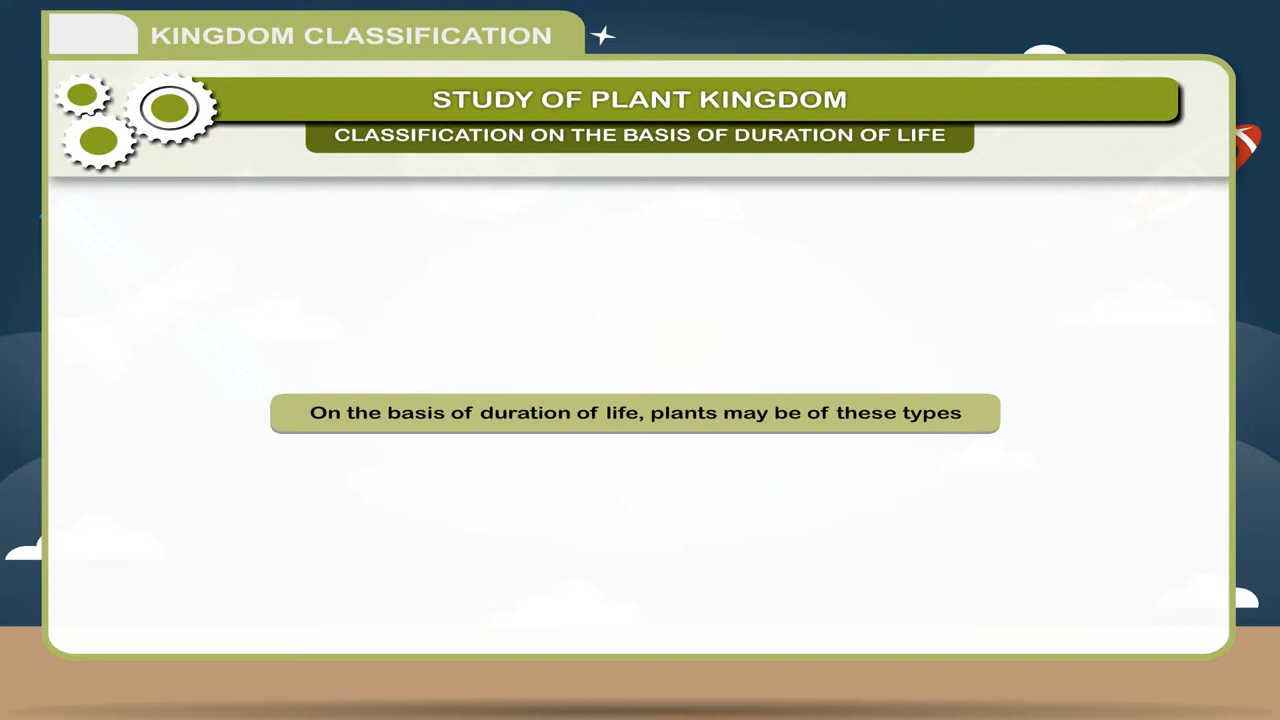 KINGDOM CLASSIFICATION
STUDY OF PLANT KINGDOM
CLASSIFICATION ON THE BASIS OF DURATION OF LIFE
On the basis of duration of life, plants may be of these types